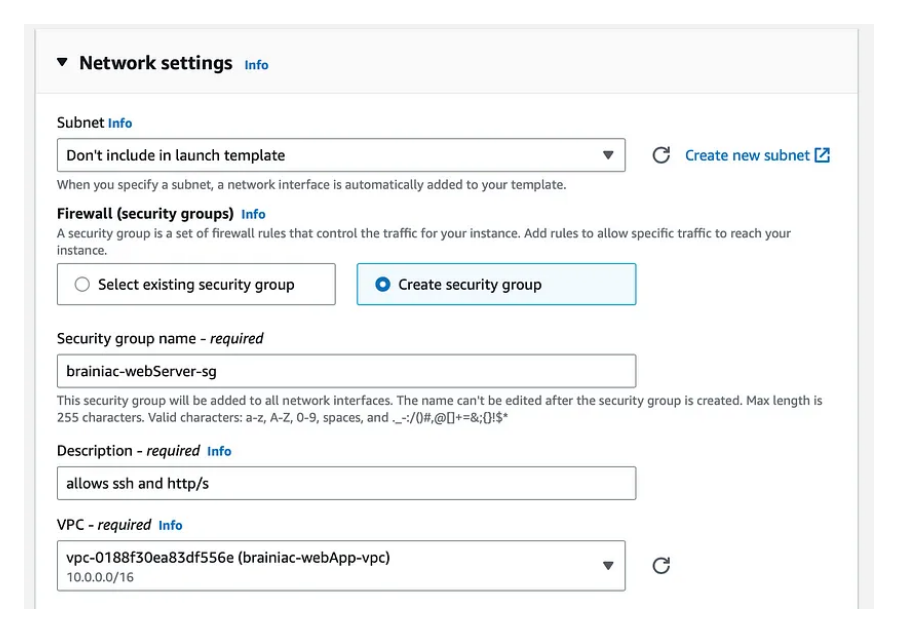 Network settings Info
Subnet Info
Don't include in launch template
Create new subnet
When you specify a subnet, a network interface is automatically added to your template.
Firewall (security groups) Info
A security group is a set of firewall rules that control the traffic for your instance. Add rules to allow specific traffic to reach your
instance.
Select existing security group
Create security group
Security group name - required
brainiac-webServer-sg
This security group will be added to all network interfaces. The name can't be edited after the security group is created. Max length is
255 characters. Valid characters: a-z, A-Z, 0-9, spaces, and ._-:/()#,@[]+=&;{}!$*
Description - required Info
allows ssh and http/s
VPC - required Info
vpc-0188f30ea83df556e (brainiac-webApp-vpc)
10.0.0.0/16